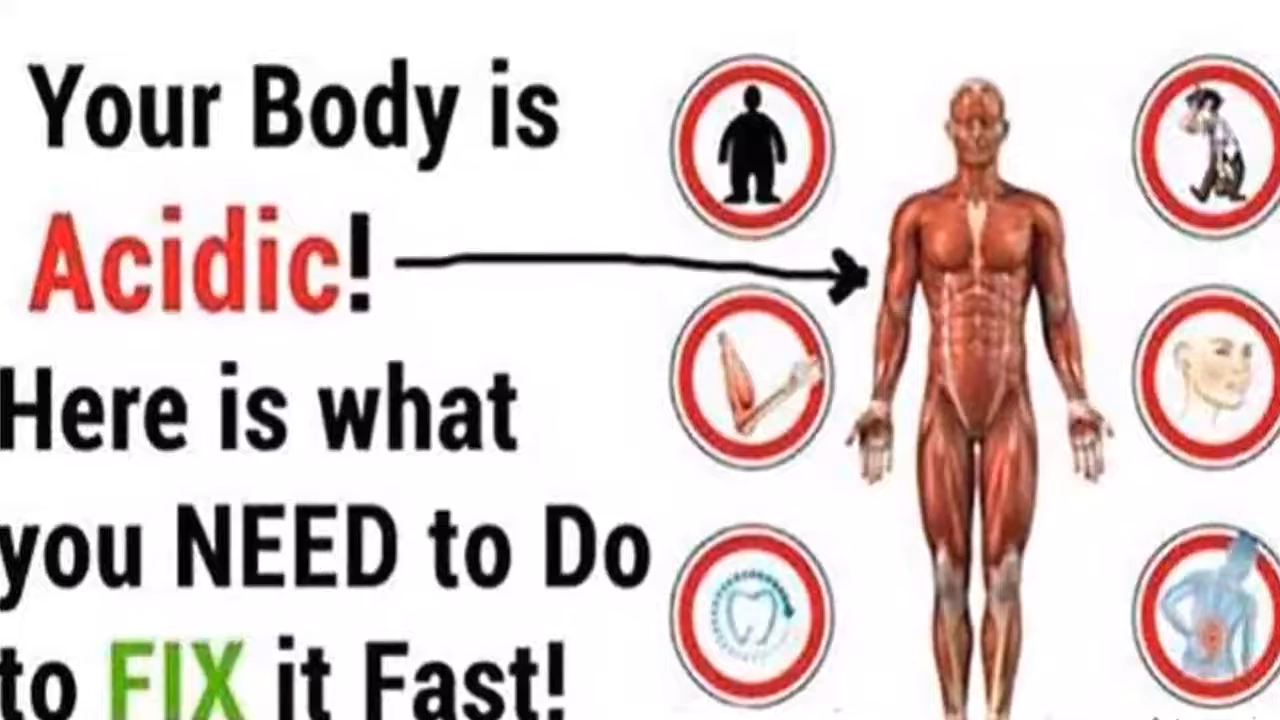 Your Body is
Acidic!
Here is what
you NEED to Do
to FIX it Fast!